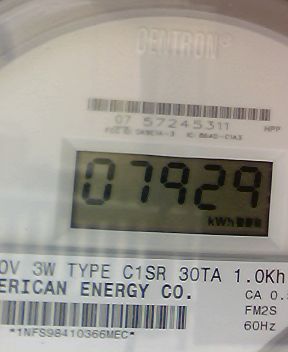 CENTRON®
07 57245311
07929
kWh
0V 3W TYPE C1SR 30TA 1.0Kh
ERICAN ENERGY CO.
CA 0.
FM2S
60Hz
*1NFS98410366MEC*